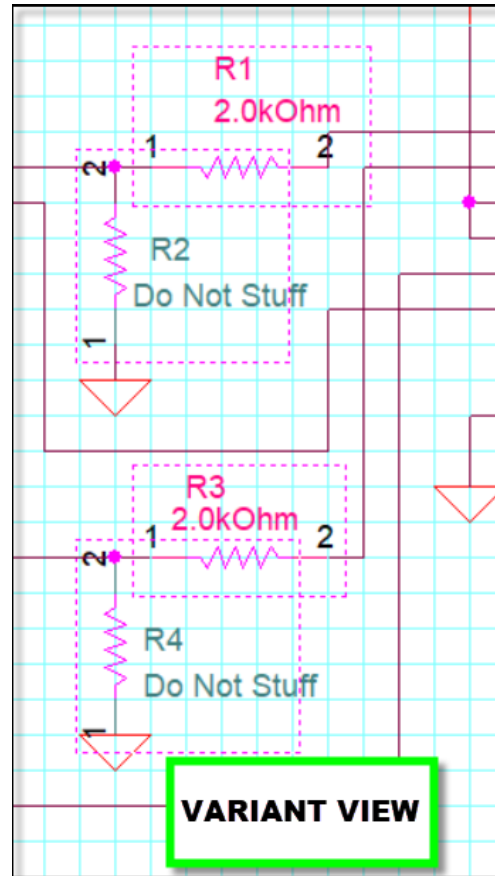 R1
2.0kOhm
1
2
2
R2
Do Not Stuff
1
R3
2.0kOhm
1
2
2
R4
Do Not Stuff
1
VARIANT VIEW